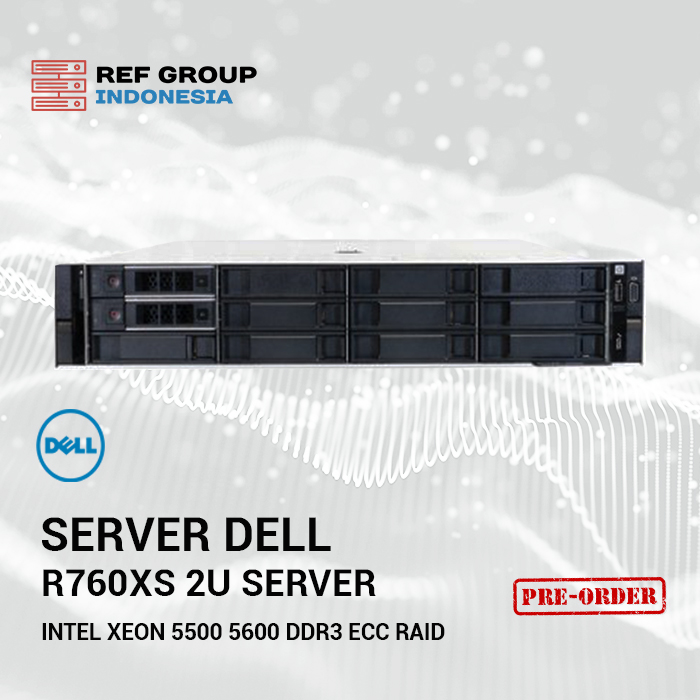 REF GROUP
INDONESIA
DELL
SERVER DELL
R760XS 2U SERVER
PRE-ORDER
INTEL XEON 5500 5600 DDR3 ECC RAID